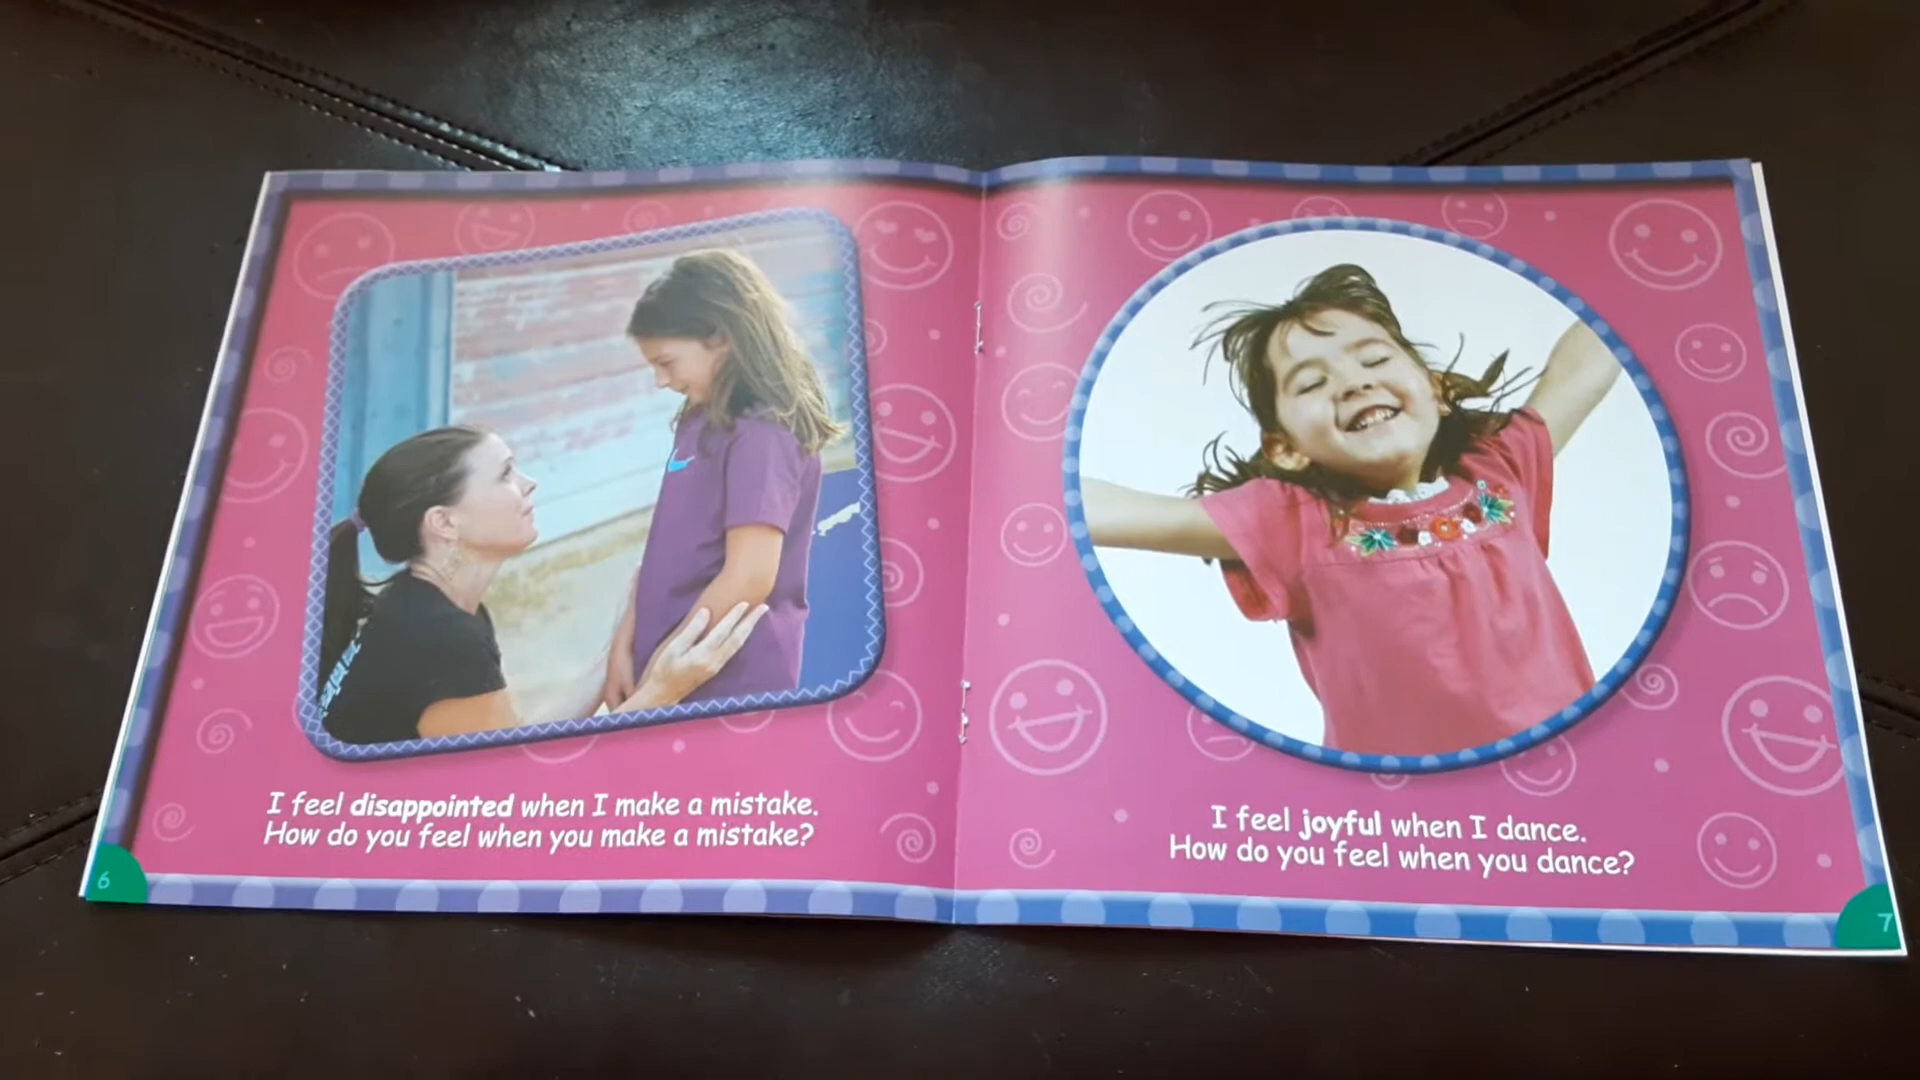 I feel disappointed when I make a mistake.
How do you feel when you make a mistake?
6
I feel joyful when I dance.
How do you feel when you dance?
7